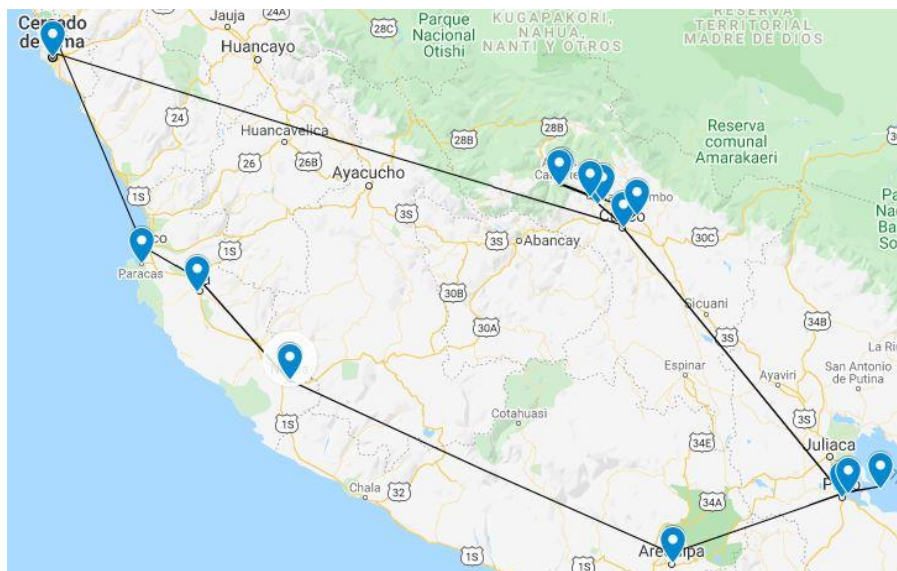 Parque
Nacional
Otishi
KUGAPAKORI,
NAHUA,
NANTI Y OTROS
RESERVA
TERRITORIAL
MADRE DE DIOS
Jauja
24A
28C
Huancayo
24
28B
28B
Huancavelica
26
26B
Reserva
comunal
Amarakaeri
Ayacucho
1S
3S
3S
Abancay
30C
1S
Paracas
30B
Sicuani
34B
30A
3S
Espinar
Ayaviri
San Antonio
de Putina
Cotahuasi
1S
3S
34E
Juliaca
Chala
32
34A
1S
1S